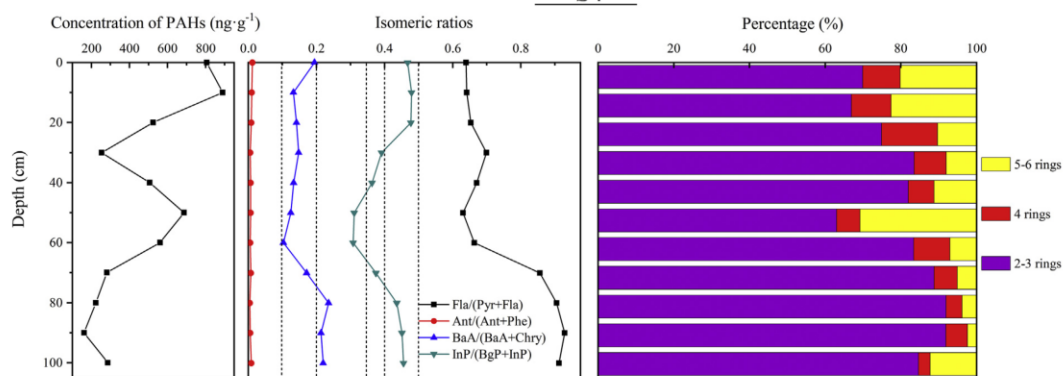 Concentration of PAHs (ng·g⁻¹)
Isomeric ratios
Percentage (%)
200 400 600 800 0.0 0.2 0.4 0.6 0.8
0 20 40 60 80 100
Depth (cm)
0
20
40
60
80
100
Fla/(Pyr+Fla)
Ant/(Ant+Phe)
BaA/(BaA+Chry)
InP/(BgP+InP)
5-6 rings
4 rings
2-3 rings